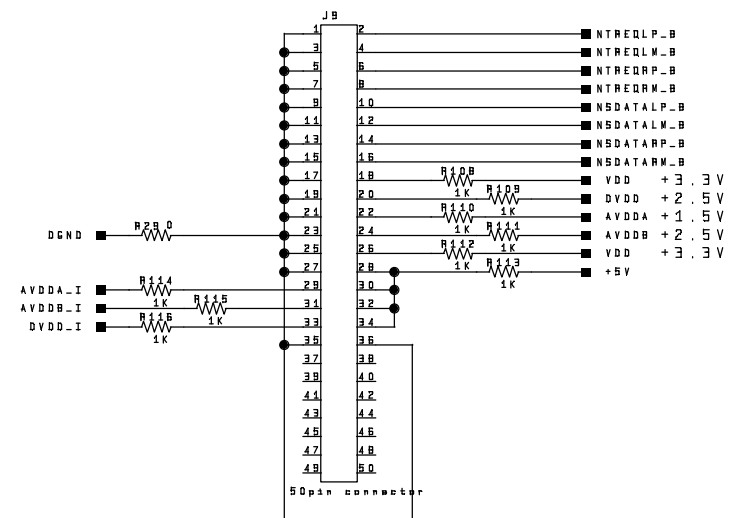 J9
1 2 NTREQLP_B
3 4 NTREQLM_B
5 6 NTREQRP_B
7 8 NTREQRM_B
9 10 NSDATALP_B
11 12 NSDATALM_B
13 14 NSDATARP_B
15 16 NSDATARM_B
17 18 R108 1K VDD +3.3V
19 20 R109 1K DVDD +2.5V
21 22 R110 1K AVDDA +1.5V
DGND R290 23 24 R111 1K AVDDB +2.5V
25 26 R112 1K VDD +3.3V
27 28 R113 1K +5V
AVDDA_I R114 1K 29 30
AVDDB_I R115 1K 31 32
DVDD_I R116 1K 33 34
35 36
37 38
39 40
41 42
43 44
45 46
47 48
49 50
50pin connector